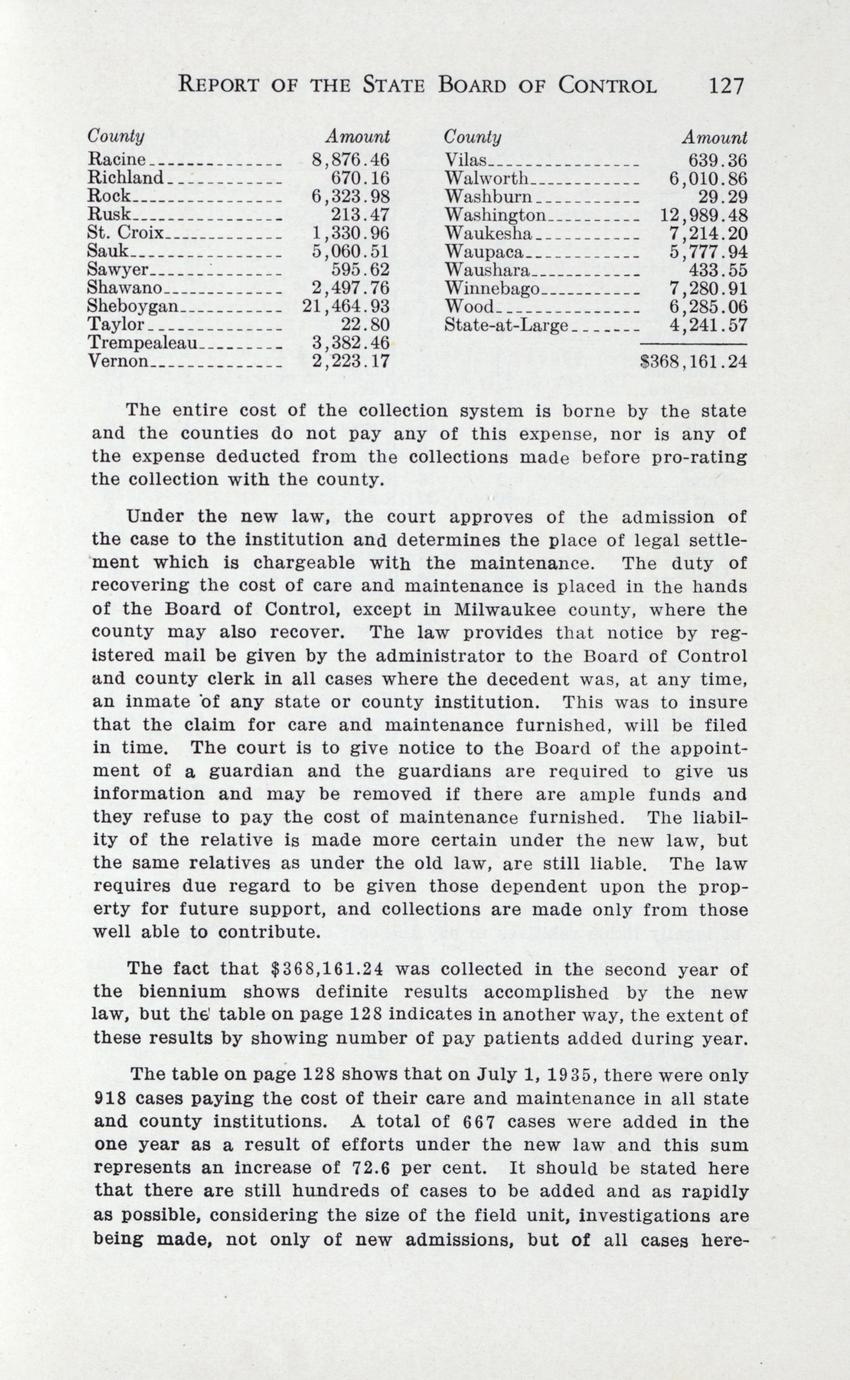 REPORT OF THE STATE BOARD OF CONTROL 127
County Amount
Racine 8,876.46
Richland 670.16
Rock 6,323.98
Rusk 213.47
St. Croix 1,330.96
Sauk 5,060.51
Sawyer 595.62
Shawano 2,497.76
Sheboygan 21,464.93
Taylor 22.80
Trempealeau 3,382.46
Vernon 2,223.17
County Amount
Vilas 639.36
Walworth 6,010.86
Washburn 29.29
Washington 12,989.48
Waukesha 7,214.20
Waupaca 5,777.94
Waushara 433.55
Winnebago 7,280.91
Wood 6,285.06
State-at-Large 4,241.57
$368,161.24
The entire cost of the collection system is borne by the state
and the counties do not pay any of this expense, nor is any of
the expense deducted from the collections made before pro-rating
the collection with the county.
Under the new law, the court approves of the admission of
the case to the institution and determines the place of legal settle-
ment which is chargeable with the maintenance. The duty of
recovering the cost of care and maintenance is placed in the hands
of the Board of Control, except in Milwaukee county, where the
county may also recover. The law provides that notice by reg-
istered mail be given by the administrator to the Board of Control
and county clerk in all cases where the decedent was, at any time,
an inmate of any state or county institution. This was to insure
that the claim for care and maintenance furnished, will be filed
in time. The court is to give notice to the Board of the appoint-
ment of a guardian and the guardians are required to give us
information and may be removed if there are ample funds and
they refuse to pay the cost of maintenance furnished. The liabil-
ity of the relative is made more certain under the new law, but
the same relatives as under the old law, are still liable. The law
requires due regard to be given those dependent upon the prop-
erty for future support, and collections are made only from those
well able to contribute.
The fact that $368,161.24 was collected in the second year of
the biennium shows definite results accomplished by the new
law, but the table on page 128 indicates in another way, the extent of
these results by showing number of pay patients added during year.
The table on page 128 shows that on July 1, 1935, there were only
918 cases paying the cost of their care and maintenance in all state
and county institutions. A total of 667 cases were added in the
one year as a result of efforts under the new law and this sum
represents an increase of 72.6 per cent. It should be stated here
that there are still hundreds of cases to be added and as rapidly
as possible, considering the size of the field unit, investigations are
being made, not only of new admissions, but of all cases here-